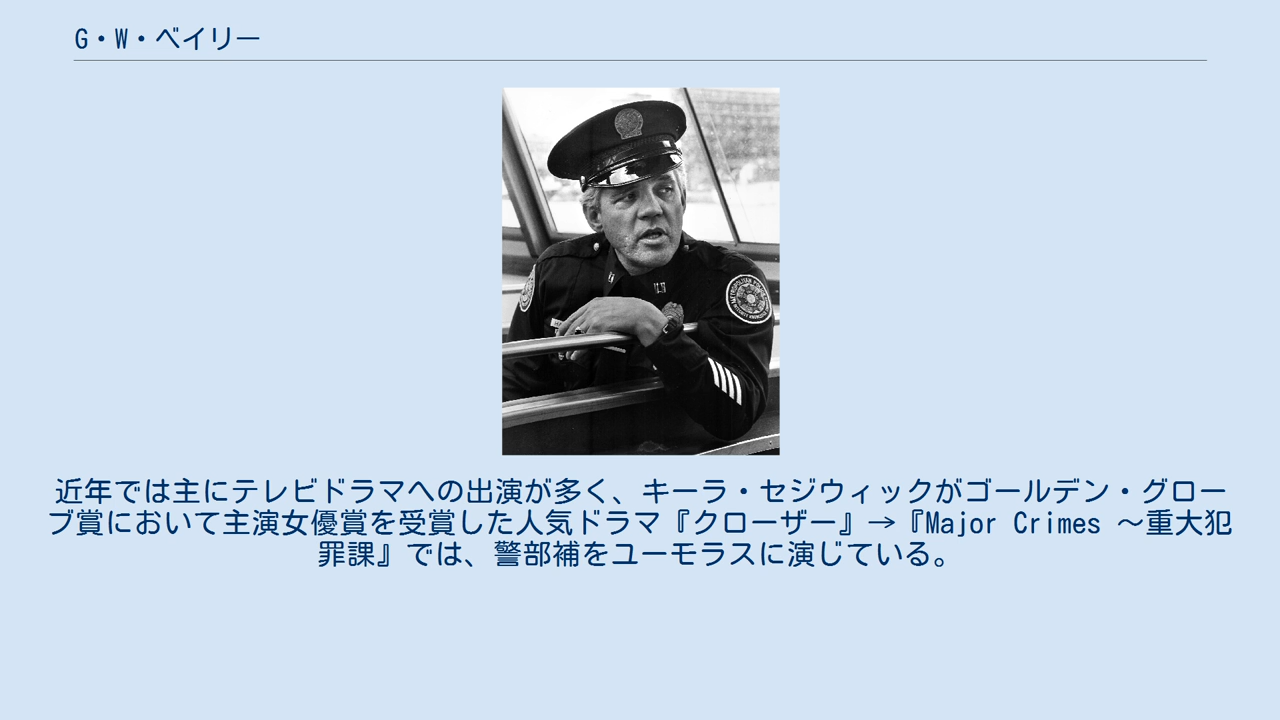 G・W・ベイリー
近年では主にテレビドラマへの出演が多く、キーラ・セジウィックがゴールデン・グロー
ブ賞において主演女優賞を受賞した人気ドラマ『クローザー』→『Major Crimes ～重大犯
罪課』では、警部補をユーモラスに演じている。